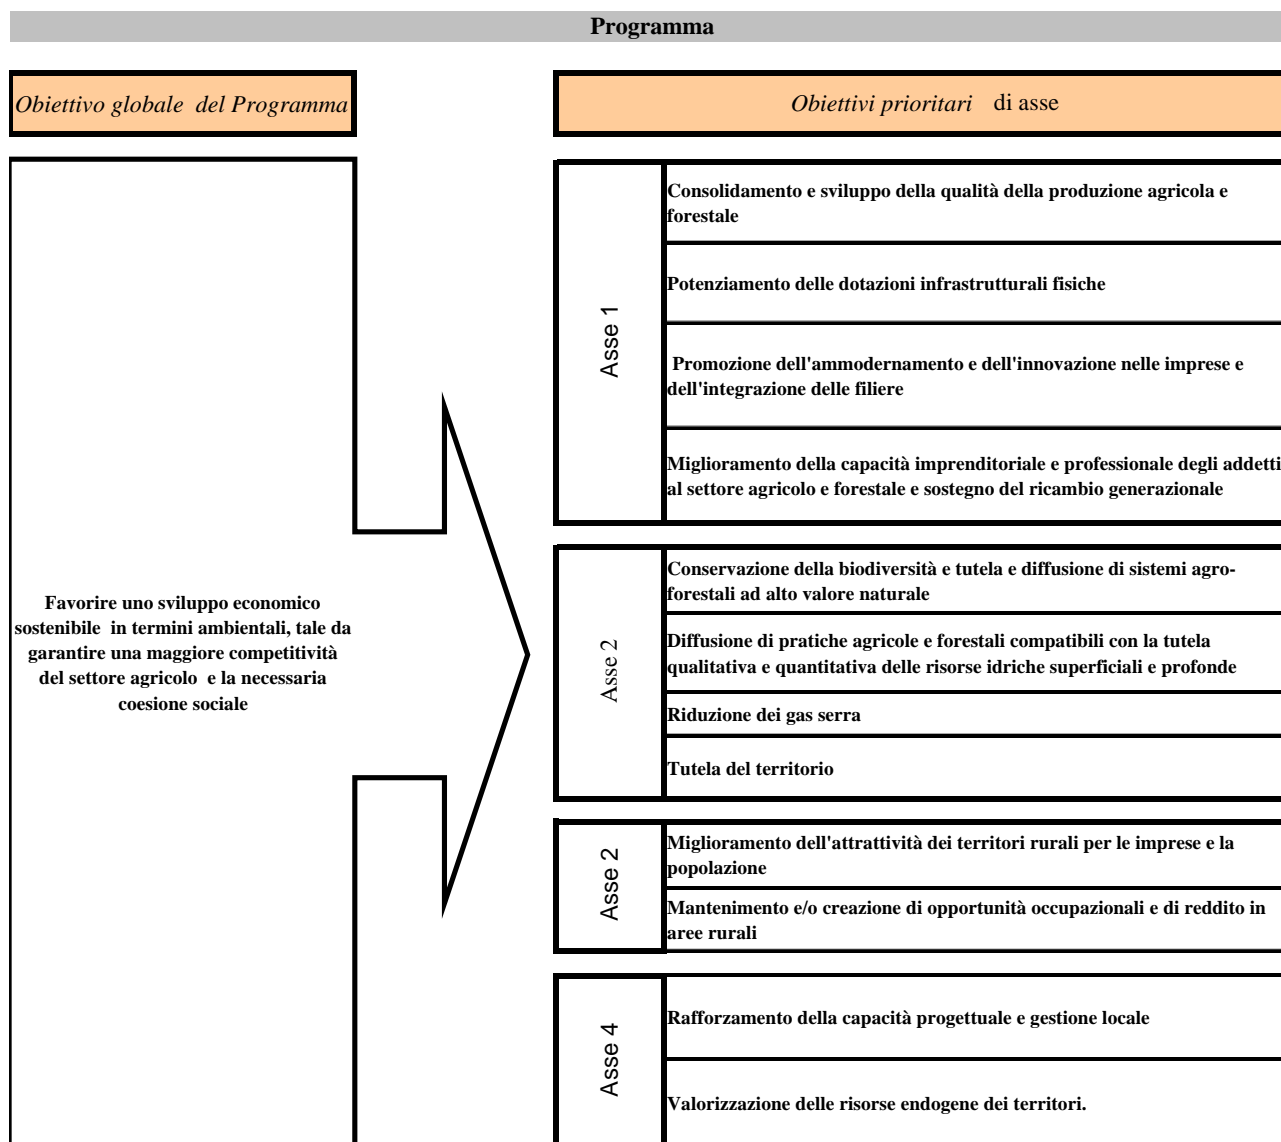 Programma
Obiettivo globale del Programma
Obiettivi prioritari di asse
Favorire uno sviluppo economico
sostenibile in termini ambientali, tale da
garantire una maggiore competitività
del settore agricolo e la necessaria
coesione sociale
Asse 1
Consolidamento e sviluppo della qualità della produzione agricola e
forestale
Potenziamento delle dotazioni infrastrutturali fisiche
Promozione dell'ammodernamento e dell'innovazione nelle imprese e
dell'integrazione delle filiere
Miglioramento della capacità imprenditoriale e professionale degli addetti
al settore agricolo e forestale e sostegno del ricambio generazionale
Asse 2
Conservazione della biodiversità e tutela e diffusione di sistemi agro-
forestali ad alto valore naturale
Diffusione di pratiche agricole e forestali compatibili con la tutela
qualitativa e quantitativa delle risorse idriche superficiali e profonde
Riduzione dei gas serra
Tutela del territorio
Asse 2
Miglioramento dell'attrattività dei territori rurali per le imprese e la
popolazione
Mantenimento e/o creazione di opportunità occupazionali e di reddito in
aree rurali
Asse 4
Rafforzamento della capacità progettuale e gestione locale
Valorizzazione delle risorse endogene dei territori.